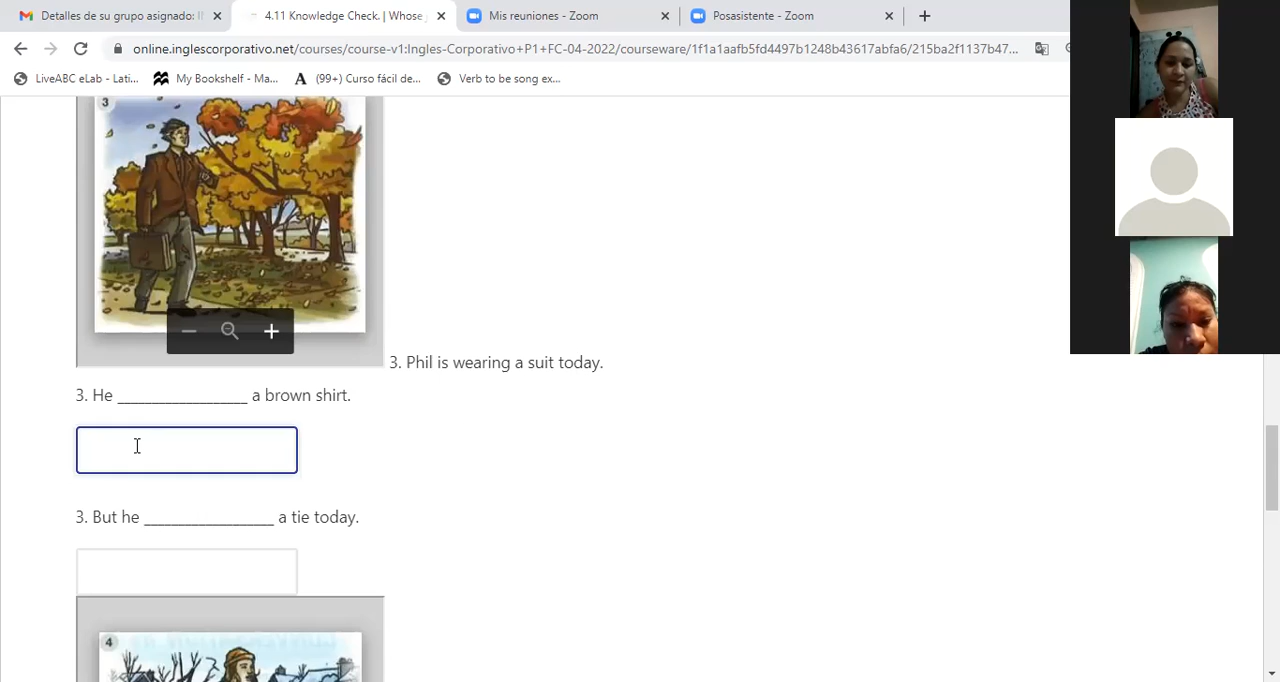 Detalles de su grupo asignado: I
4.11 Knowledge Check. | Whose
Mis reuniones - Zoom
Posasistente - Zoom
online.inglescorporativo.net/courses/course-v1:Ingles-Corporativo+P1+FC-04-2022/courseware/1f1a1aafb5fd4497b1248b43617abfa6/215ba2f1137b47...
LiveABC eLab - Lati...
My Bookshelf - Ma...
(99+) Curso fácil de...
Verb to be song ex...
3
3. Phil is wearing a suit today.
3. He __________________ a brown shirt.
3. But he __________________ a tie today.
4